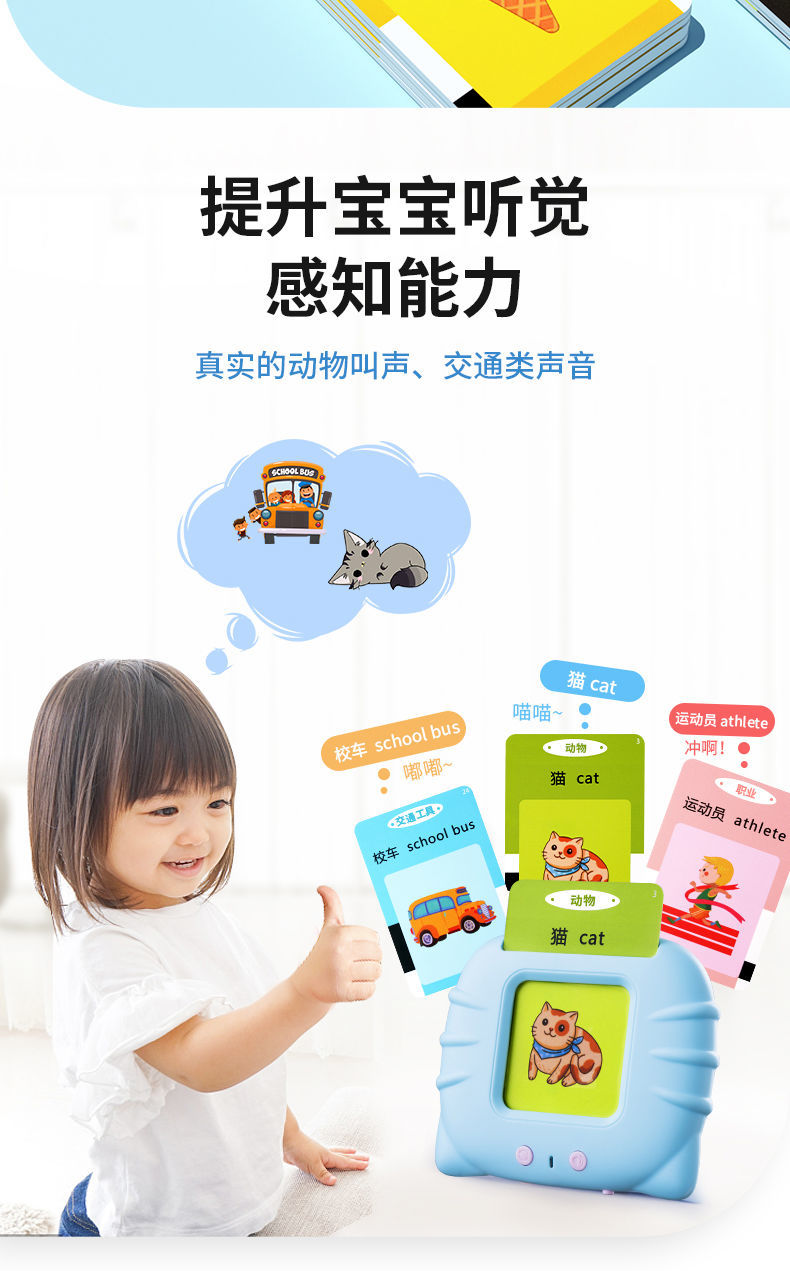 提升宝宝听觉
感知能力
真实的动物叫声、交通类声音
SCHOOL BUS
猫 cat
喵喵~
运动员 athlete
冲啊!
校车 school bus
嘟嘟~
动物
3
猫 cat
职业
运动员 athlete
交通工具
26
校车 school bus
动物
3
猫 cat